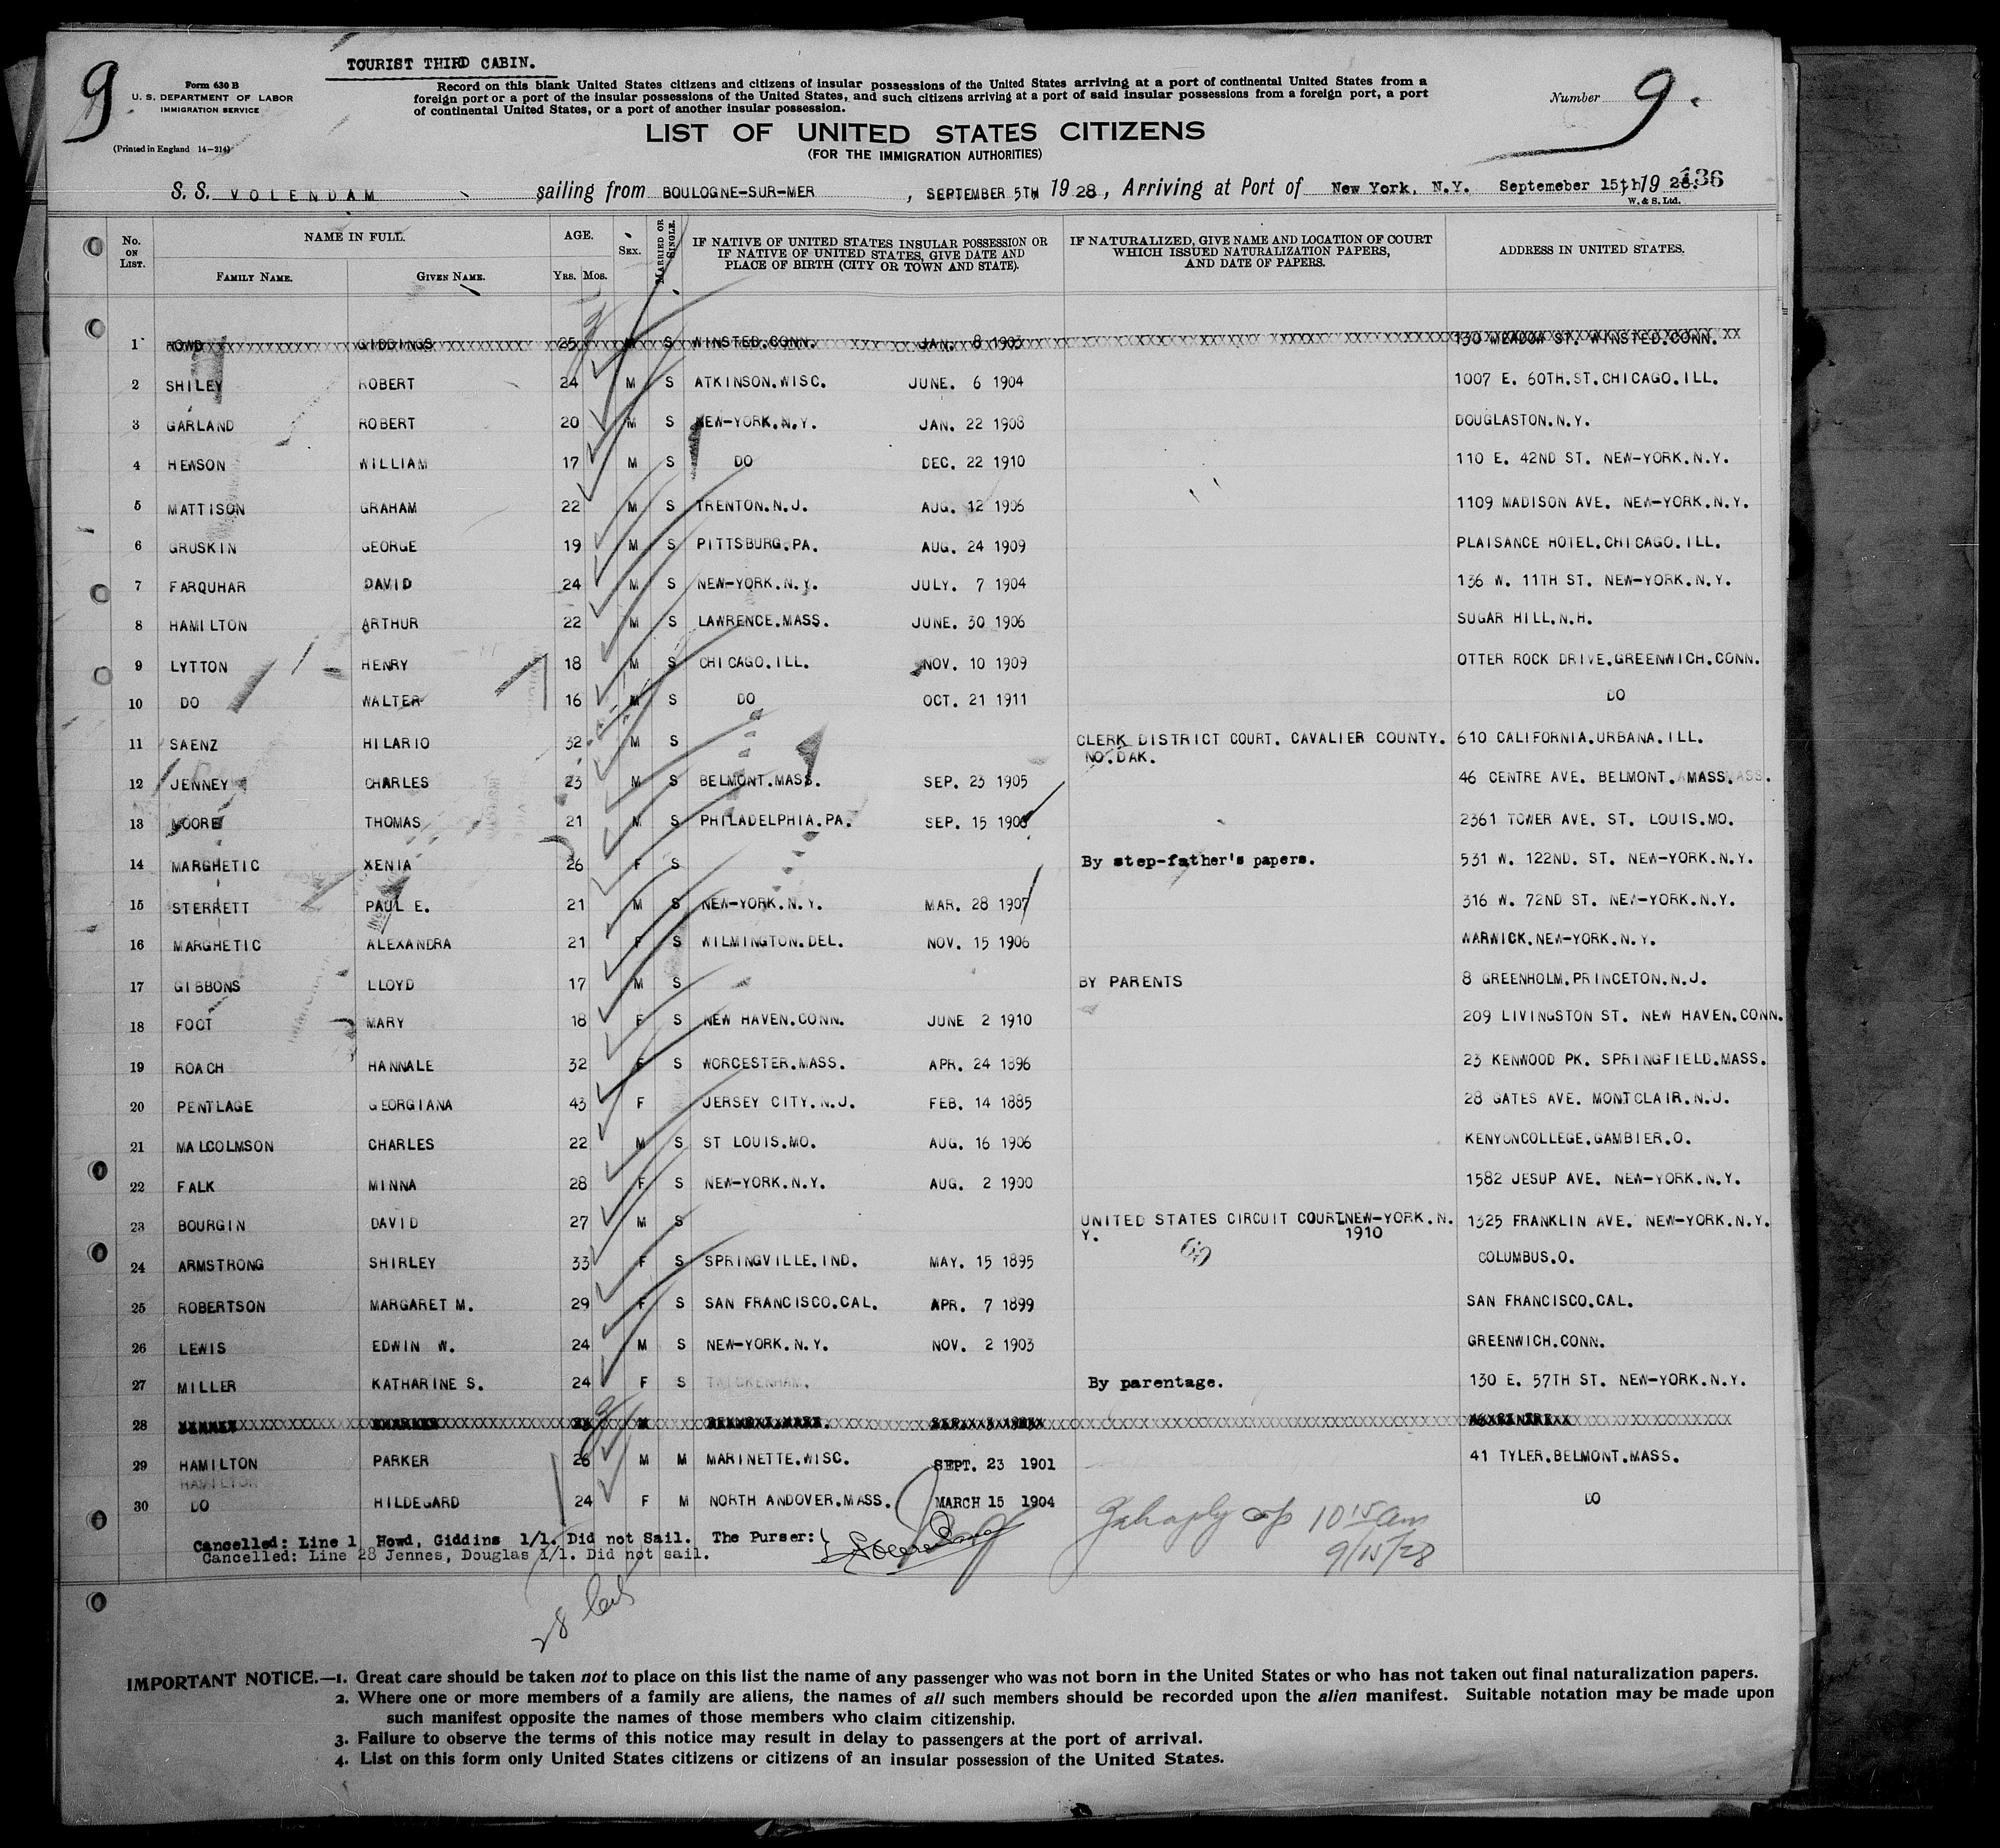 9
TOURIST THIRD CABIN.
Form 630 B
U. S. DEPARTMENT OF LABOR
IMMIGRATION SERVICE
(Printed in England 14—214)
Record on this blank United States citizens and citizens of insular possessions of the United States arriving at a port of continental United States from a
foreign port or a port of the insular possessions of the United States, and such citizens arriving at a port of said insular possessions from a foreign port, a port
of continental United States, or a port of another insular possession.
Number 9.
LIST OF UNITED STATES CITIZENS
(FOR THE IMMIGRATION AUTHORITIES)
S. S. VOLENDAM sailing from BOULOGNE-SUR-MER, SEPTEMBER 5TH 1928, Arriving at Port of New York, N.Y. Septemeber 15th, 1928. 136
W. & S. Ltd.
No. ON LIST. NAME IN FULL. AGE. SEX. MARRIED OR SINGLE. IF NATIVE OF UNITED STATES INSULAR POSSESSION OR IF NATIVE OF UNITED STATES, GIVE DATE AND PLACE OF BIRTH (CITY OR TOWN AND STATE). IF NATURALIZED, GIVE NAME AND LOCATION OF COURT WHICH ISSUED NATURALIZATION PAPERS, AND DATE OF PAPERS. ADDRESS IN UNITED STATES.
FAMILY NAME. GIVEN NAME. YRS. MOS.
1 HOWD GIDDINGS 25 M S WINSTED.CONN. JAN. 8 1903 130 MEADOW ST. WINSTED.CONN.
2 SHILEY ROBERT 24 M S ATKINSON.WISC. JUNE. 6 1904 1007 E. 60TH.ST.CHICAGO.ILL.
3 GARLAND ROBERT 20 M S NEW-YORK.N.Y. JAN. 22 1908 DOUGLASTON.N.Y.
4 HEWSON WILLIAM 17 M S DO DEC. 22 1910 110 E. 42ND ST. NEW-YORK.N.Y.
5 MATTISON GRAHAM 22 M S TRENTON.N.J. AUG. 12 1906 1109 MADISON AVE. NEW-YORK.N.Y.
6 GRUSKIN GEORGE 19 M S PITTSBURG.PA. AUG. 24 1909 PLAISANCE HOTEL.CHICAGO.ILL.
7 FARQUHAR DAVID 24 M S NEW-YORK.N.Y. JULY. 7 1904 136 W. 11TH ST. NEW-YORK.N.Y.
8 HAMILTON ARTHUR 22 M S LAWRENCE.MASS. JUNE. 30 1906 SUGAR HILL.N.H.
9 LYTTON HENRY 18 M S CHICAGO.ILL. NOV. 10 1909 OTTER ROCK DRIVE.GREENWICH.CONN.
10 DO WALTER 16 M S DO OCT. 21 1911 DO
11 SAENZ HILARIO 32 M S CLERK DISTRICT COURT. CAVALIER COUNTY. 610 CALIFORNIA.URBANA.ILL.
NO.DAK.
12 JENNEY CHARLES 23 M S BELMONT.MASS. SEP. 23 1905 46 CENTRE AVE. BELMONT. MASS.
13 MOORE THOMAS 21 M S PHILADELPHIA.PA. SEP. 15 1906 2361 TOWER AVE. ST. LOUIS.MO.
14 MARGHETIC XENIA 26 F S By step-father's papers. 531 W. 122ND. ST. NEW-YORK.N.Y.
15 STERRETT PAUL E. 21 M S NEW-YORK.N.Y. MAR. 28 1907 316 W. 72ND ST. NEW-YORK.N.Y.
16 MARGHETIC ALEXANDRA 21 F S WILMINGTON.DEL. NOV. 15 1906 WARWICK.NEW-YORK.N.Y.
17 GIBBONS LLOYD 17 M S BY PARENTS 8 GREENHOLM.PRINCETON.N.J.
18 FOOT MARY 18 F S NEW HAVEN.CONN. JUNE 2 1910 209 LIVINGSTON ST. NEW HAVEN.CONN.
19 ROACH HANNALE 32 F S WORCESTER.MASS. APR. 24 1896 23 KENWOOD PK. SPRINGFIELD.MASS.
20 PENTLAGE GEORGIANA 43 F JERSEY CITY.N.J. FEB. 14 1885 28 GATES AVE. MONTCLAIR.N.J.
21 MALCOLMSON CHARLES 22 M S ST LOUIS.MO. AUG. 16 1906 KENYONCOLLEGE.GAMBIER.O.
22 FALK MINNA 28 F S NEW-YORK.N.Y. AUG. 2 1900 1582 JESUP AVE. NEW-YORK.N.Y.
23 BOURGIN DAVID 27 M S UNITED STATES CIRCUIT COURT.NEW-YORK.N. 1325 FRANKLIN AVE. NEW-YORK.N.Y.
Y. 1910
69
24 ARMSTRONG SHIRLEY 33 F S SPRINGVILLE.IND. MAY. 15 1895 COLUMBUS.O.
25 ROBERTSON MARGARET M. 29 F S SAN FRANCISCO.CAL. APR. 7 1899 SAN FRANCISCO.CAL.
26 LEWIS EDWIN W. 24 M S NEW-YORK.N.Y. NOV. 2 1903 GREENWICH.CONN.
27 MILLER KATHARINE S. 24 F S TWICKENHAM. By parentage. 130 E. 57TH ST. NEW-YORK.N.Y.
28 M
29 HAMILTON PARKER 26 M M MARINETTE.WISC. SEPT. 23 1901 41 TYLER.BELMONT.MASS.
HAMILTON
30 DO HILDEGARD 24 F M NORTH ANDOVER.MASS. MARCH 15 1904 DO
Cancelled: Line 1 Howd, Giddins 1/1. Did not Sail. The Purser:
Cancelled: Line 28 Jennes, Douglas 1/1. Did not sail.
10 15 am
9/15/28
28
IMPORTANT NOTICE.—1. Great care should be taken not to place on this list the name of any passenger who was not born in the United States or who has not taken out final naturalization papers.
2. Where one or more members of a family are aliens, the names of all such members should be recorded upon the alien manifest. Suitable notation may be made upon
such manifest opposite the names of those members who claim citizenship.
3. Failure to observe the terms of this notice may result in delay to passengers at the port of arrival.
4. List on this form only United States citizens or citizens of an insular possession of the United States.